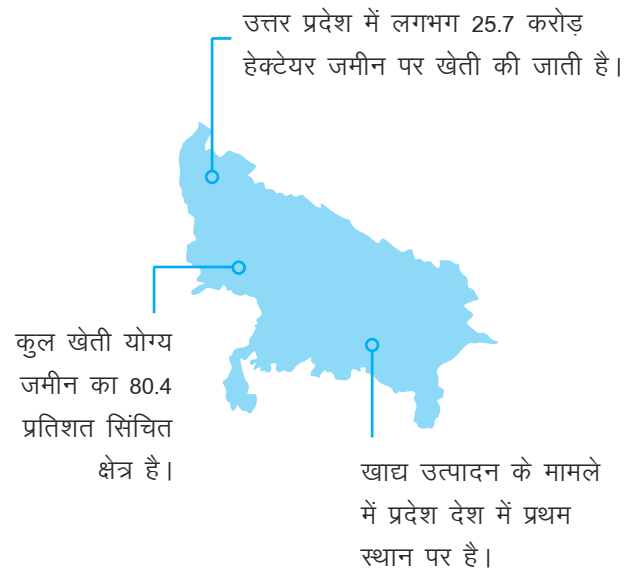 उत्तर प्रदेश में लगभग 25.7 करोड़
हेक्टेयर जमीन पर खेती की जाती है।
कुल खेती योग्य
जमीन का 80.4
प्रतिशत सिंचित
क्षेत्र है।
खाद्य उत्पादन के मामले
में प्रदेश देश में प्रथम
स्थान पर है।